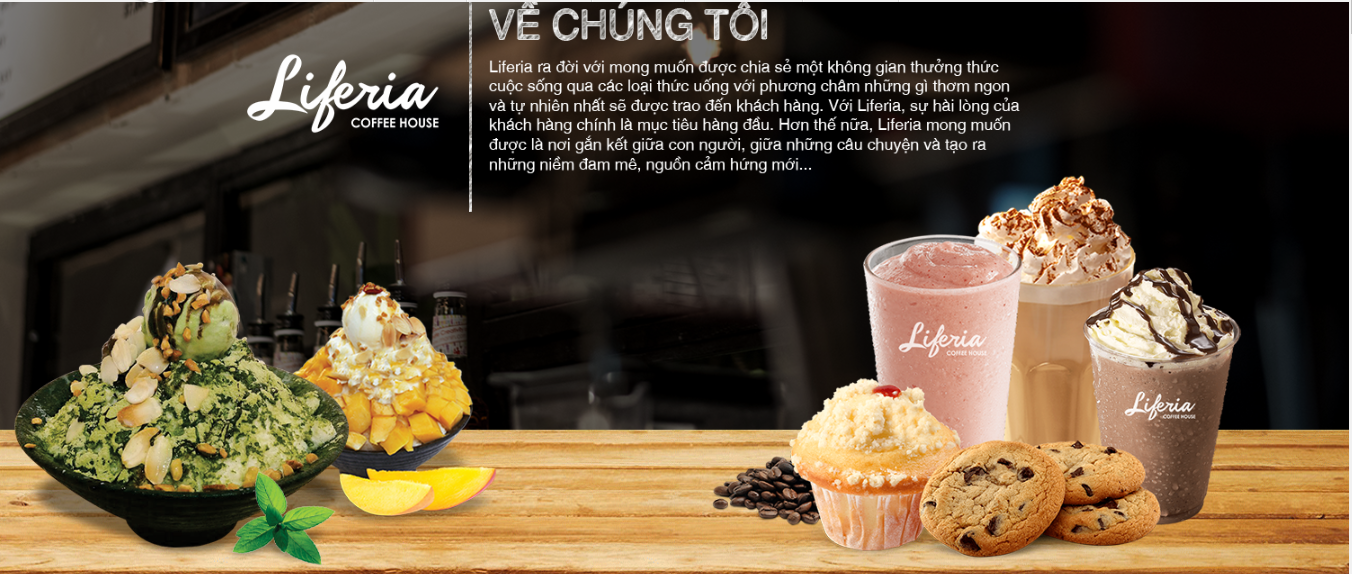 VỀ CHÚNG TÔI
Liferia
COFFEE HOUSE
Liferia ra đời với mong muốn được chia sẻ một không gian thưởng thức
cuộc sống qua các loại thức uống với phương châm những gì thơm ngon
và tự nhiên nhất sẽ được trao đến khách hàng. Với Liferia, sự hài lòng của
khách hàng chính là mục tiêu hàng đầu. Hơn thế nữa, Liferia mong muốn
được là nơi gắn kết giữa con người, giữa những câu chuyện và tạo ra
những niềm đam mê, nguồn cảm hứng mới...
Liferia
COFFEE HOUSE
Liferia
COFFEE HOUSE